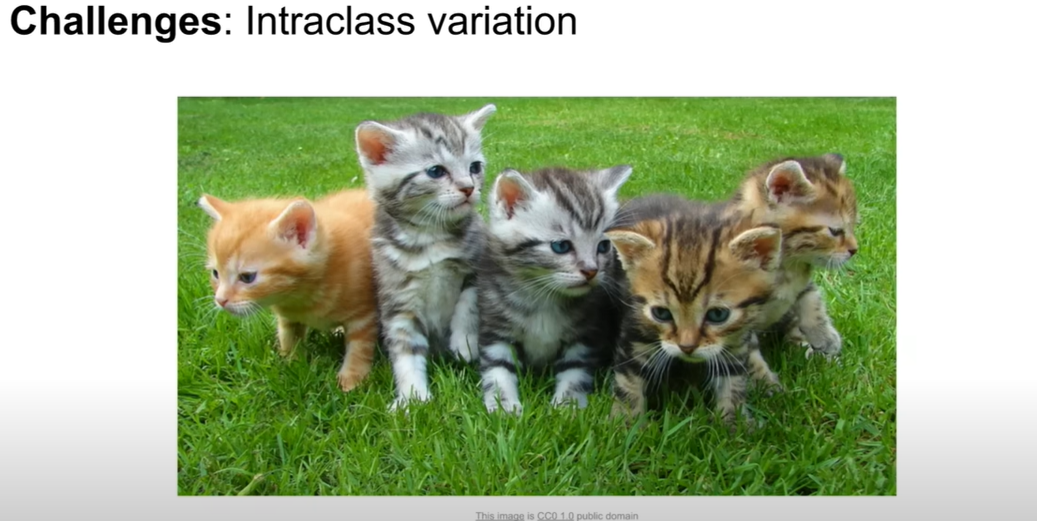 Challenges: Intraclass variation
This image is CC0 1.0 public domain